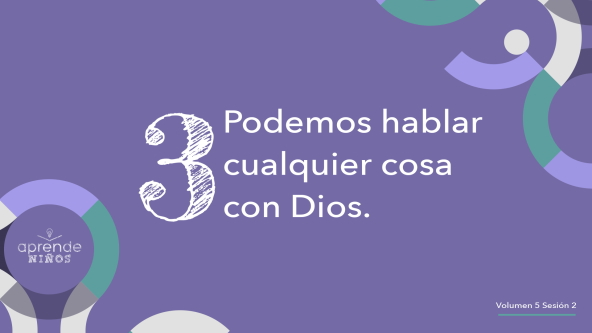 3
Podemos hablar
cualquier cosa
con Dios.
aprende
NIÑOS
Volumen 5 Sesión 2